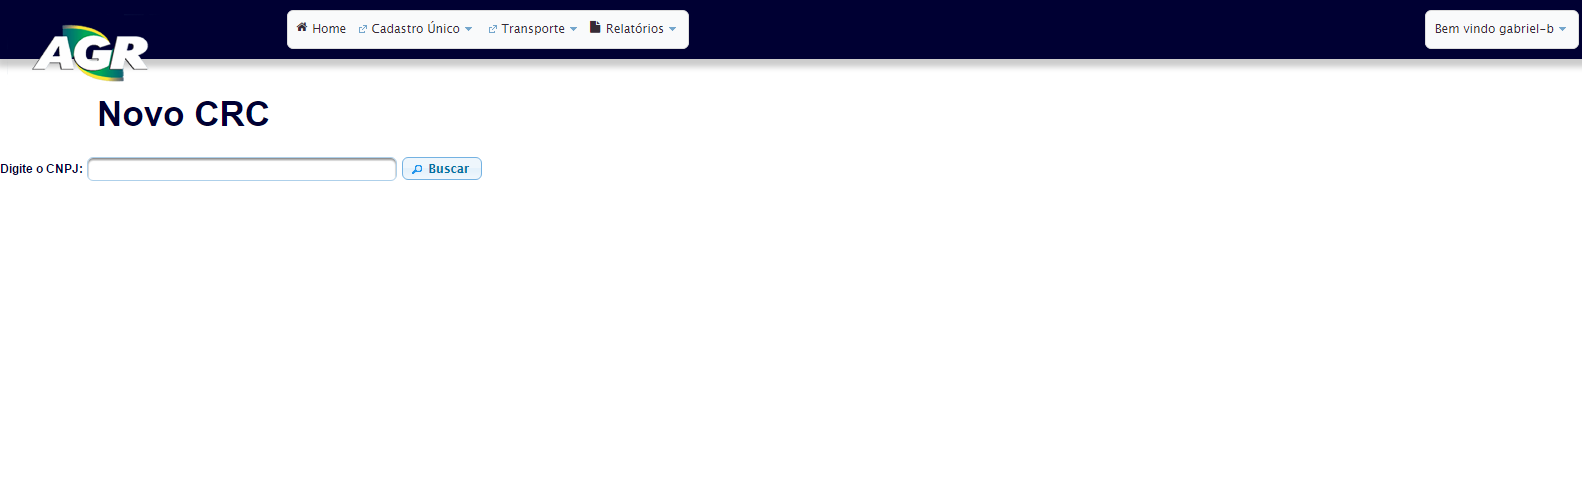 AGR
Home Cadastro Único Transporte Relatórios
Bem vindo gabriel-b
Novo CRC
Digite o CNPJ: Buscar